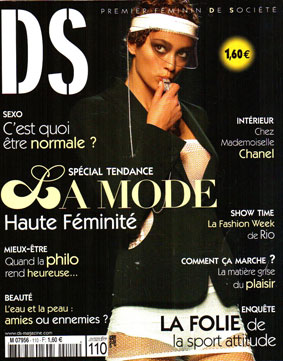 PREMIER FÉMININ DE SOCIÉTÉ
DS
1,60€
SEXO
C'est quoi
être normale ?
INTÉRIEUR
Chez
Mademoiselle
Chanel
SPÉCIAL TENDANCE
LA MODE
Haute Féminité
SHOW TIME
La Fashion Week
de Rio
MIEUX-ÊTRE
Quand la philo
rend heureuse...
COMMENT ÇA MARCHE ?
La matière grise
du plaisir
BEAUTÉ
L'eau et la peau :
amies ou ennemies ?
ENQUÊTE
LA FOLIE de
la sport attitude
www.ds-magazine.com
M 07956 - 110 - F: 1,60 €
110